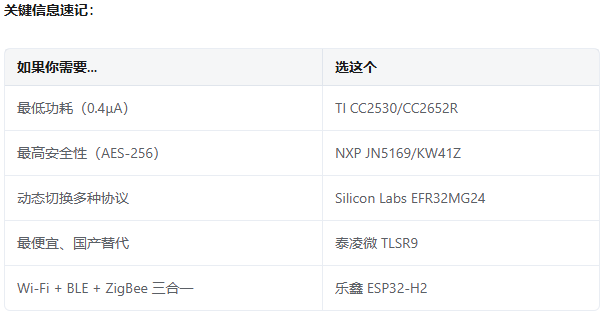 关键信息速记：
如果你需要... 选这个
最低功耗（0.4μA） TI CC2530/CC2652R
最高安全性（AES-256） NXP JN5169/KW41Z
动态切换多种协议 Silicon Labs EFR32MG24
最便宜、国产替代 泰凌微 TLSR9
Wi-Fi + BLE + ZigBee 三合一 乐鑫 ESP32-H2